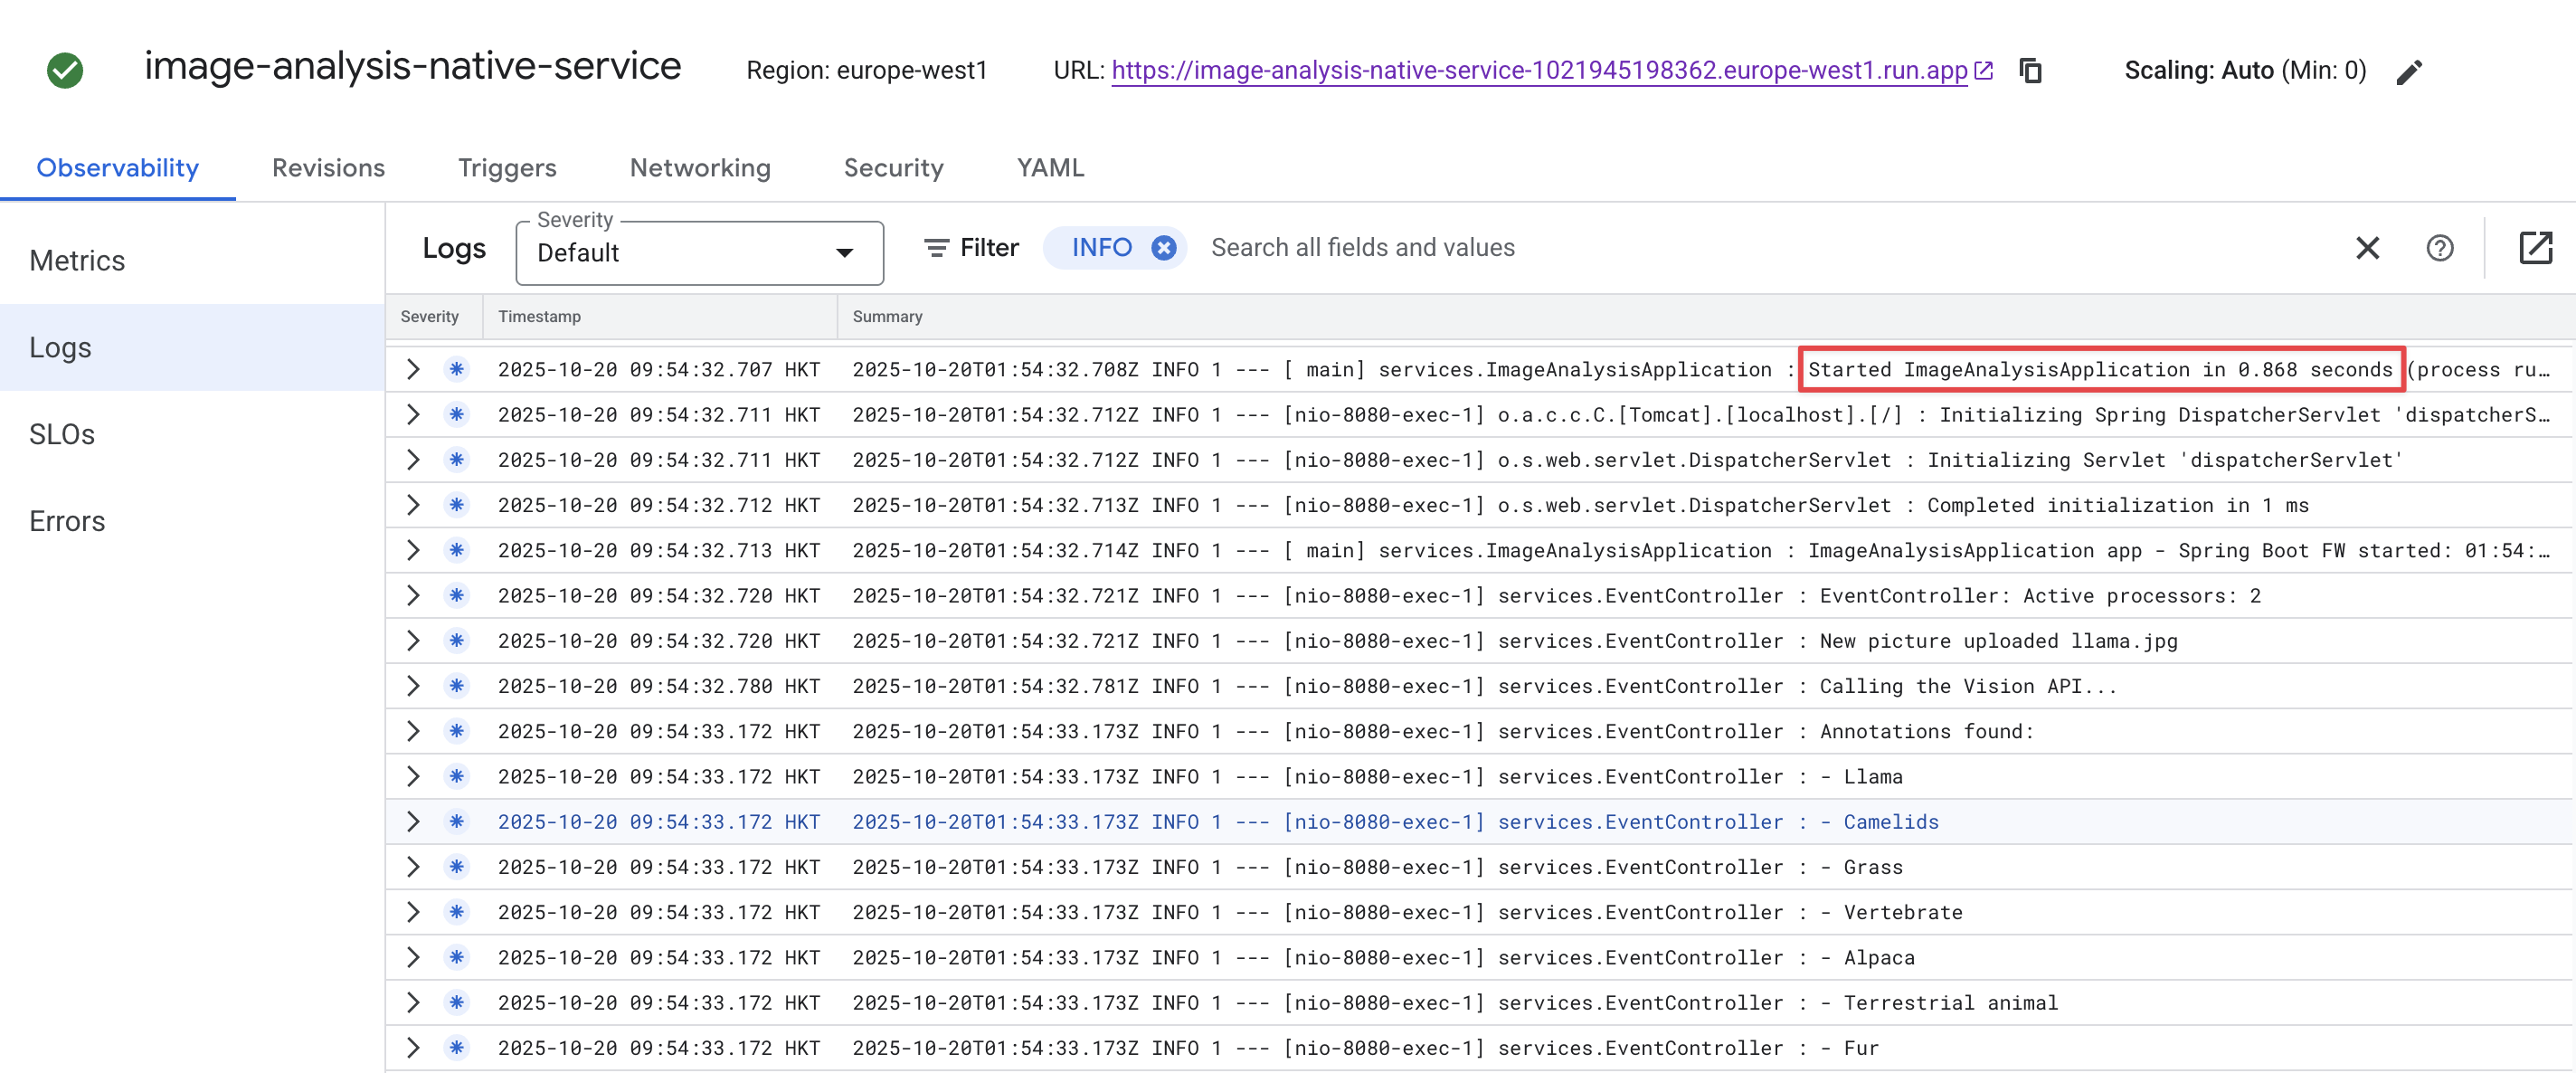 image-analysis-native-service Region: europe-west1 URL: https://image-analysis-native-service-1021945198362.europe-west1.run.app Scaling: Auto (Min: 0)
Observability Revisions Triggers Networking Security YAML
Metrics
Logs
SLOs
Errors
Logs Severity Default Filter INFO Search all fields and values
Severity Timestamp Summary
2025-10-20 09:54:32.707 HKT 2025-10-20T01:54:32.708Z INFO 1 --- [ main] services.ImageAnalysisApplication : Started ImageAnalysisApplication in 0.868 seconds (process ru…
2025-10-20 09:54:32.711 HKT 2025-10-20T01:54:32.712Z INFO 1 --- [nio-8080-exec-1] o.a.c.c.C.[Tomcat].[localhost].[/] : Initializing Spring DispatcherServlet 'dispatcherS…
2025-10-20 09:54:32.711 HKT 2025-10-20T01:54:32.712Z INFO 1 --- [nio-8080-exec-1] o.s.web.servlet.DispatcherServlet : Initializing Servlet 'dispatcherServlet'
2025-10-20 09:54:32.712 HKT 2025-10-20T01:54:32.713Z INFO 1 --- [nio-8080-exec-1] o.s.web.servlet.DispatcherServlet : Completed initialization in 1 ms
2025-10-20 09:54:32.713 HKT 2025-10-20T01:54:32.714Z INFO 1 --- [ main] services.ImageAnalysisApplication : ImageAnalysisApplication app - Spring Boot FW started: 01:54:…
2025-10-20 09:54:32.720 HKT 2025-10-20T01:54:32.721Z INFO 1 --- [nio-8080-exec-1] services.EventController : EventController: Active processors: 2
2025-10-20 09:54:32.720 HKT 2025-10-20T01:54:32.721Z INFO 1 --- [nio-8080-exec-1] services.EventController : New picture uploaded llama.jpg
2025-10-20 09:54:32.780 HKT 2025-10-20T01:54:32.781Z INFO 1 --- [nio-8080-exec-1] services.EventController : Calling the Vision API...
2025-10-20 09:54:33.172 HKT 2025-10-20T01:54:33.173Z INFO 1 --- [nio-8080-exec-1] services.EventController : Annotations found:
2025-10-20 09:54:33.172 HKT 2025-10-20T01:54:33.173Z INFO 1 --- [nio-8080-exec-1] services.EventController : - Llama
2025-10-20 09:54:33.172 HKT 2025-10-20T01:54:33.173Z INFO 1 --- [nio-8080-exec-1] services.EventController : - Camelids
2025-10-20 09:54:33.172 HKT 2025-10-20T01:54:33.173Z INFO 1 --- [nio-8080-exec-1] services.EventController : - Grass
2025-10-20 09:54:33.172 HKT 2025-10-20T01:54:33.173Z INFO 1 --- [nio-8080-exec-1] services.EventController : - Vertebrate
2025-10-20 09:54:33.172 HKT 2025-10-20T01:54:33.173Z INFO 1 --- [nio-8080-exec-1] services.EventController : - Alpaca
2025-10-20 09:54:33.172 HKT 2025-10-20T01:54:33.173Z INFO 1 --- [nio-8080-exec-1] services.EventController : - Terrestrial animal
2025-10-20 09:54:33.172 HKT 2025-10-20T01:54:33.173Z INFO 1 --- [nio-8080-exec-1] services.EventController : - Fur